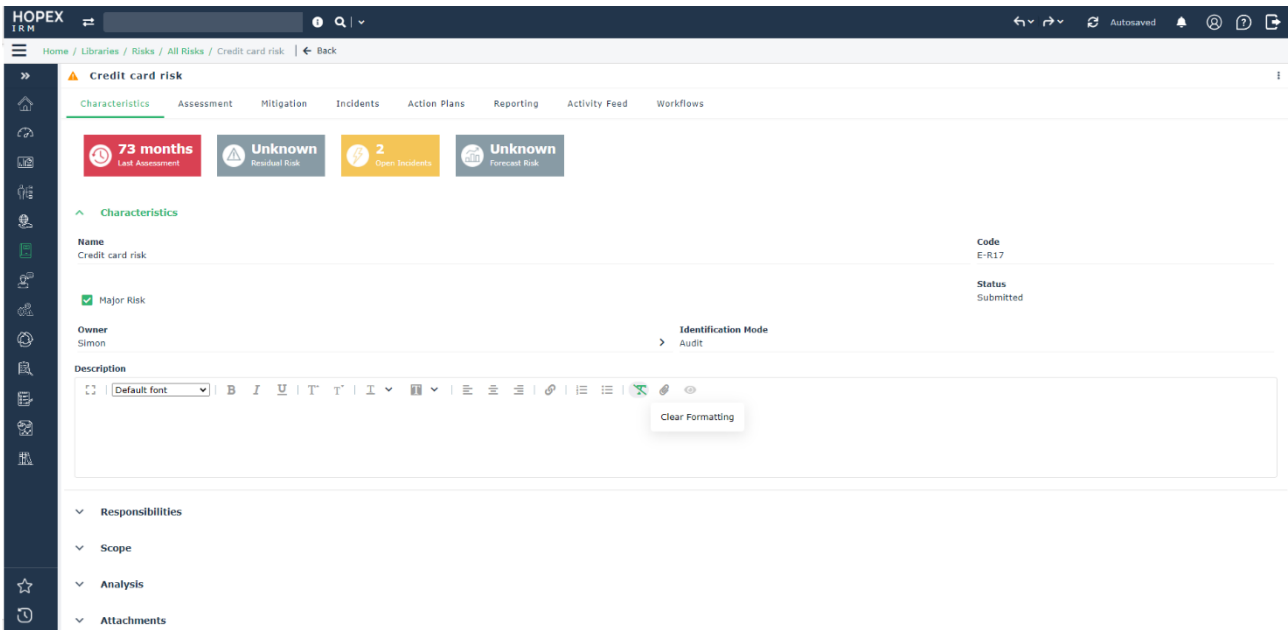 HOPEX
IRM
Autosaved
Home / Libraries / Risks / All Risks / Credit card risk | ← Back
Credit card risk
Characteristics Assessment Mitigation Incidents Action Plans Reporting Activity Feed Workflows
73 months
Last Assessment
Unknown
Residual Risk
2
Open Incidents
Unknown
Forecast Risk
Characteristics
Name
Credit card risk
Code
E-R17
Major Risk
Status
Submitted
Owner
Simon
Identification Mode
Audit
Description
Default font B I U T T I
Clear Formatting
Responsibilities
Scope
Analysis
Attachments